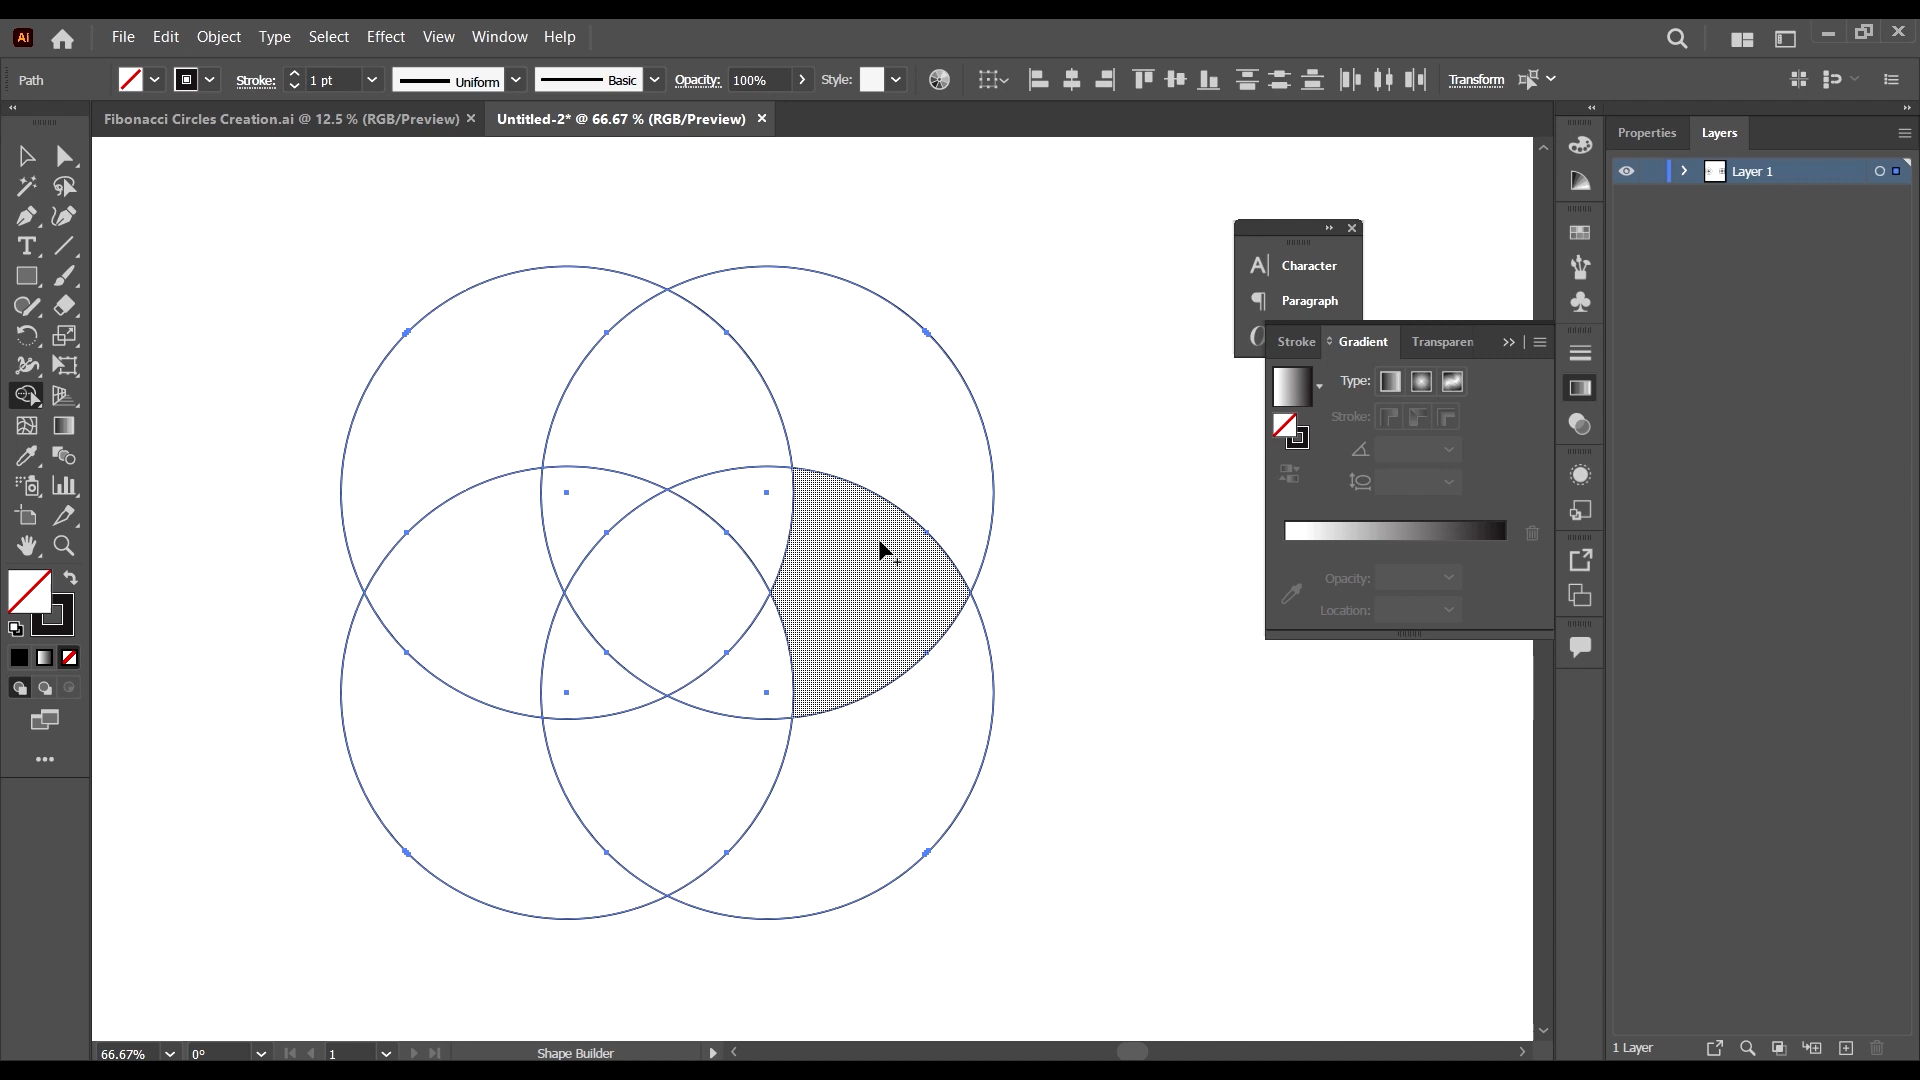 Ai File Edit Object Type Select Effect View Window Help
Path Stroke: 1 pt Uniform Basic Opacity: 100% Style: Transform
Fibonacci Circles Creation.ai @ 12.5 % (RGB/Preview) Untitled-2* @ 66.67 % (RGB/Preview)
Properties Layers
Layer 1
Character
Paragraph
Stroke Gradient Transparen
Type:
Stroke:
Opacity:
Location:
66.67% 0° 1 Shape Builder
1 Layer